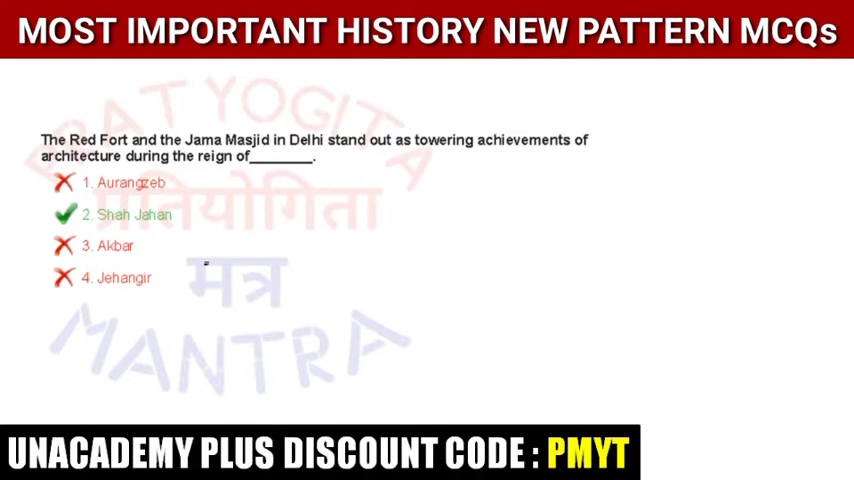 MOST IMPORTANT HISTORY NEW PATTERN MCQs
PRATIYOGITA
प्रतियोगिता
मंत्र
MANTRA
The Red Fort and the Jama Masjid in Delhi stand out as towering achievements of
architecture during the reign of________.
1. Aurangzeb
2. Shah Jahan
3. Akbar
4. Jehangir
UNACADEMY PLUS DISCOUNT CODE : PMYT